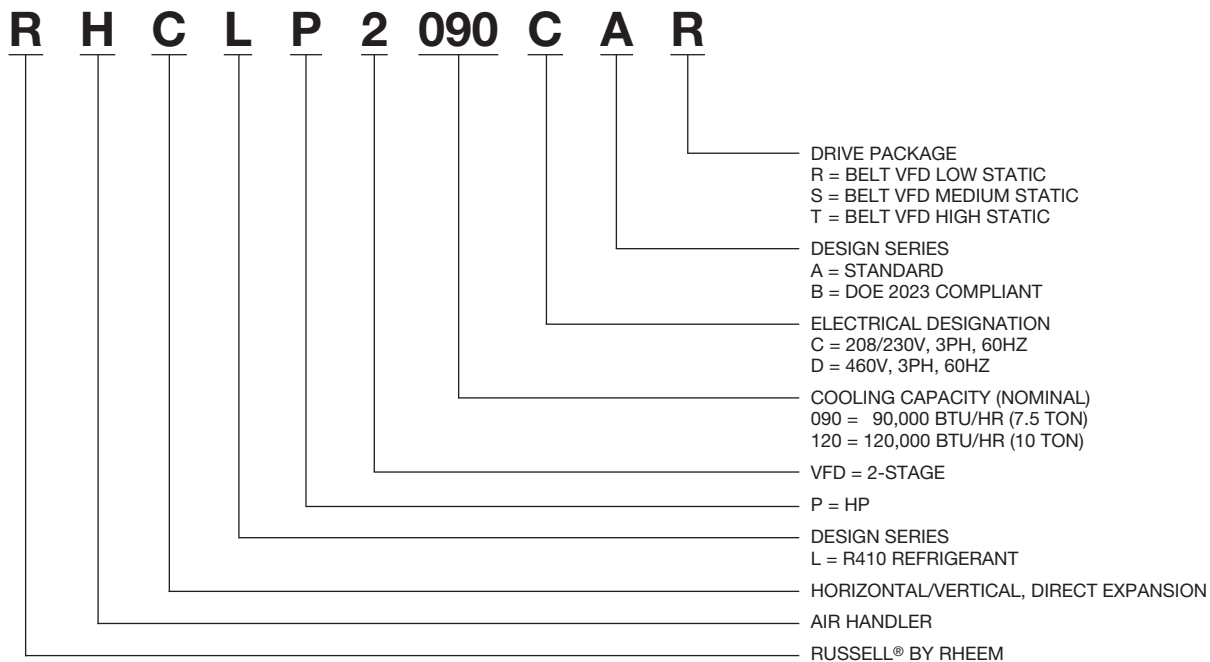 R H C L P 2 090 C A R
DRIVE PACKAGE
R = BELT VFD LOW STATIC
S = BELT VFD MEDIUM STATIC
T = BELT VFD HIGH STATIC
DESIGN SERIES
A = STANDARD
B = DOE 2023 COMPLIANT
ELECTRICAL DESIGNATION
C = 208/230V, 3PH, 60HZ
D = 460V, 3PH, 60HZ
COOLING CAPACITY (NOMINAL)
090 = 90,000 BTU/HR (7.5 TON)
120 = 120,000 BTU/HR (10 TON)
VFD = 2-STAGE
P = HP
DESIGN SERIES
L = R410 REFRIGERANT
HORIZONTAL/VERTICAL, DIRECT EXPANSION
AIR HANDLER
RUSSELL® BY RHEEM